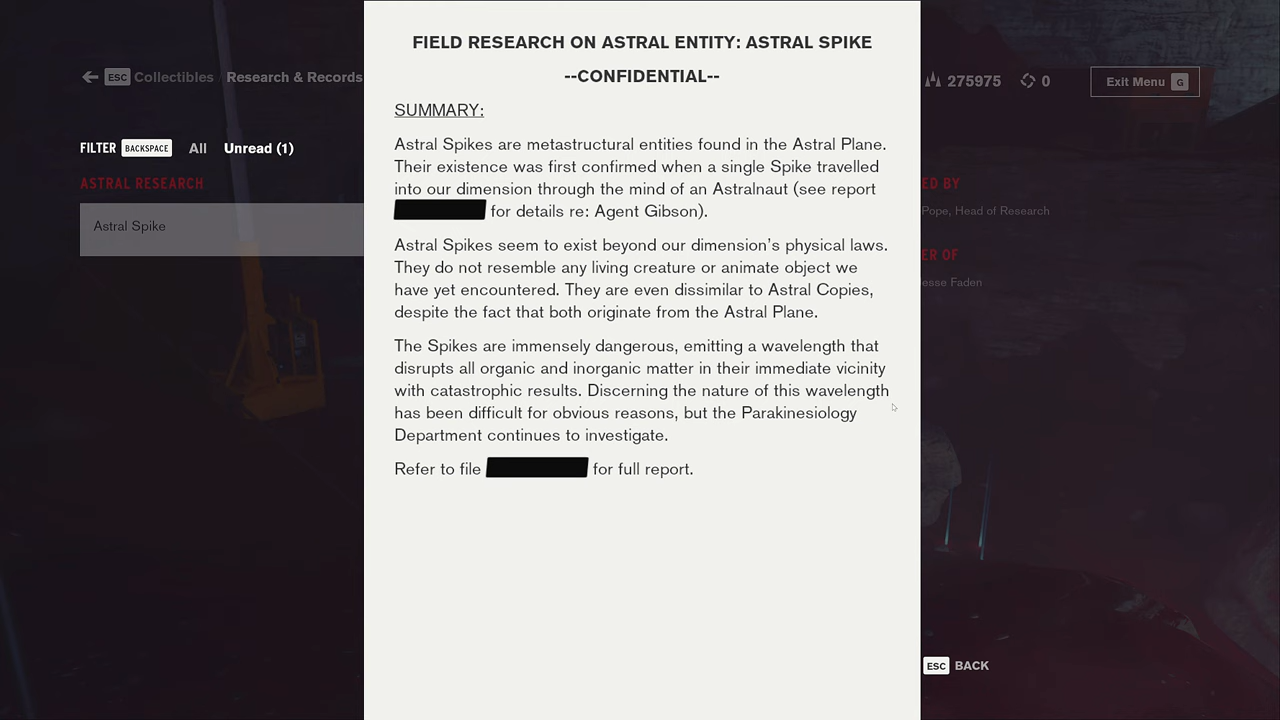 FIELD RESEARCH ON ASTRAL ENTITY: ASTRAL SPIKE
--CONFIDENTIAL--
ESC Collectibles Research & Records
275975 0 Exit Menu G
SUMMARY:
Astral Spikes are metastructural entities found in the Astral Plane.
Their existence was first confirmed when a single Spike travelled
into our dimension through the mind of an Astralnaut (see report
for details re: Agent Gibson).
FILTER BACKSPACE All Unread (1)
ASTRAL RESEARCH
Astral Spike
ED BY
Pope, Head of Research
ER OF
esse Faden
Astral Spikes seem to exist beyond our dimension's physical laws.
They do not resemble any living creature or animate object we
have yet encountered. They are even dissimilar to Astral Copies,
despite the fact that both originate from the Astral Plane.
The Spikes are immensely dangerous, emitting a wavelength that
disrupts all organic and inorganic matter in their immediate vicinity
with catastrophic results. Discerning the nature of this wavelength
has been difficult for obvious reasons, but the Parakinesiology
Department continues to investigate.
Refer to file for full report.
ESC BACK